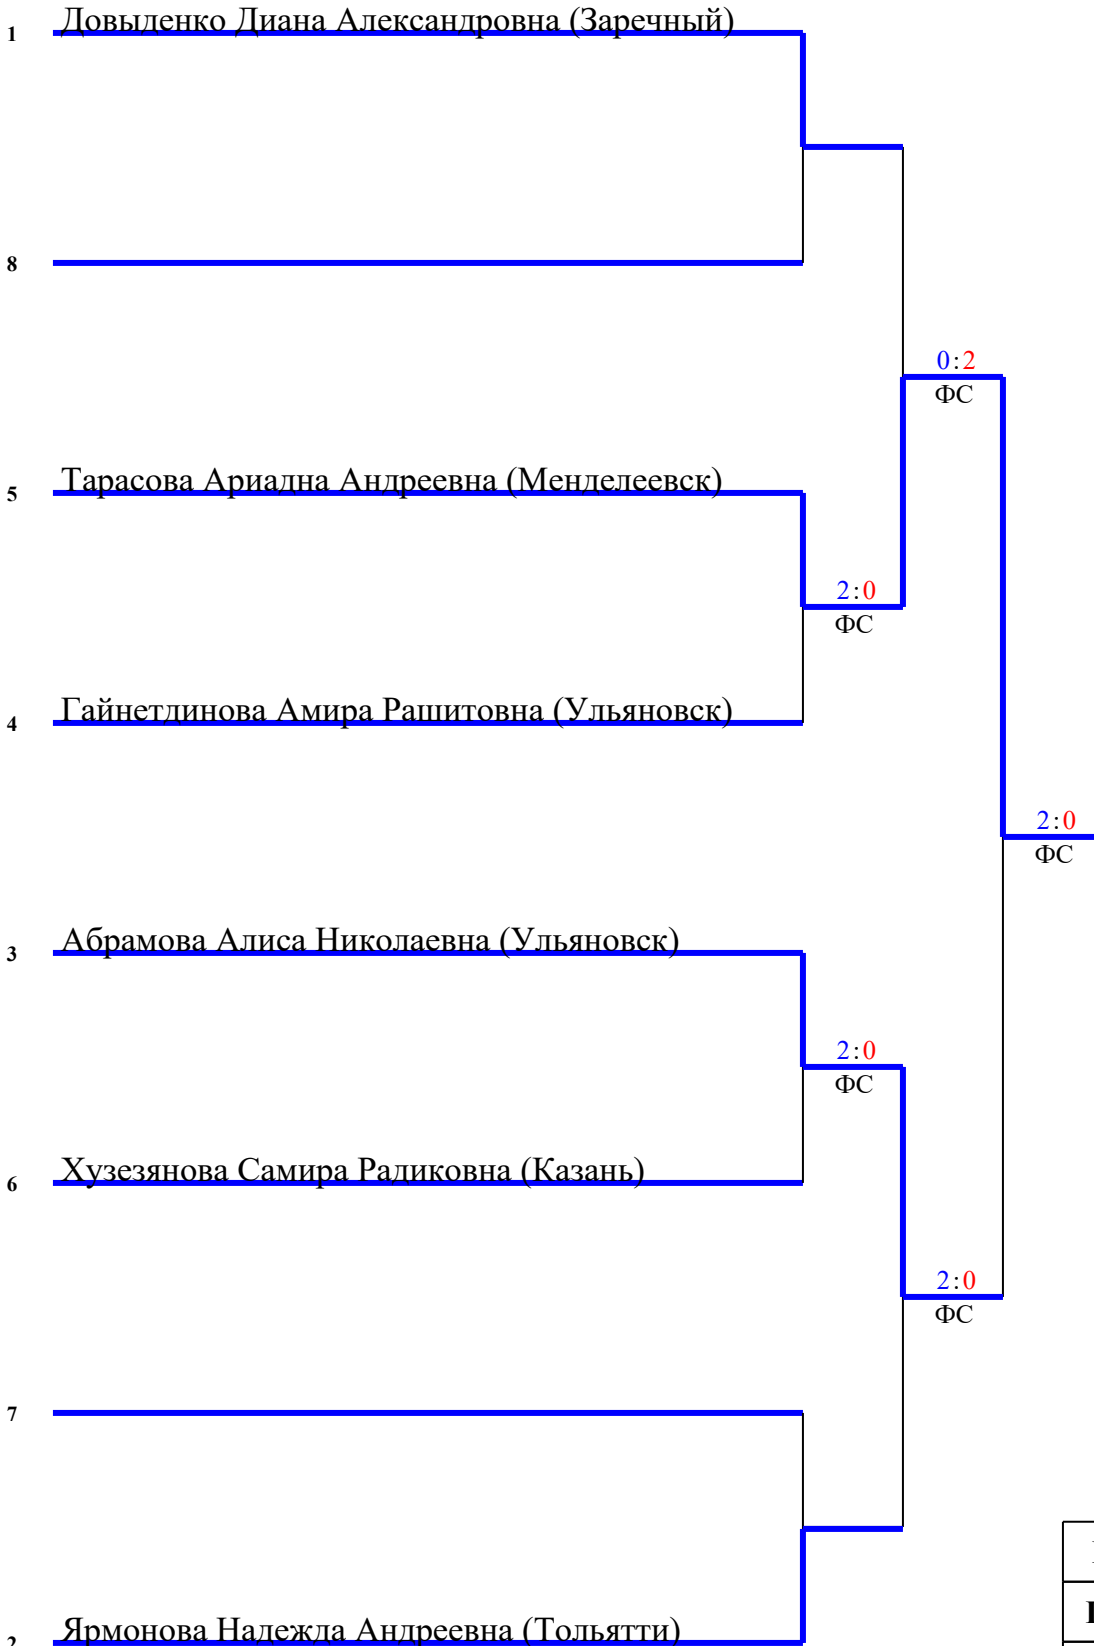 1 Довыденко Диана Александровна (Заречный)
8
0:2
ФС
5 Тарасова Ариадна Андреевна (Менделеевск)
2:0
ФС
4 Гайнетдинова Амира Рашитовна (Ульяновск)
2:0
ФС
3 Абрамова Алиса Николаевна (Ульяновск)
2:0
ФС
6 Хузезянова Самира Радиковна (Казань)
2:0
ФС
7
2 Ярмонова Надежда Андреевна (Тольятти)